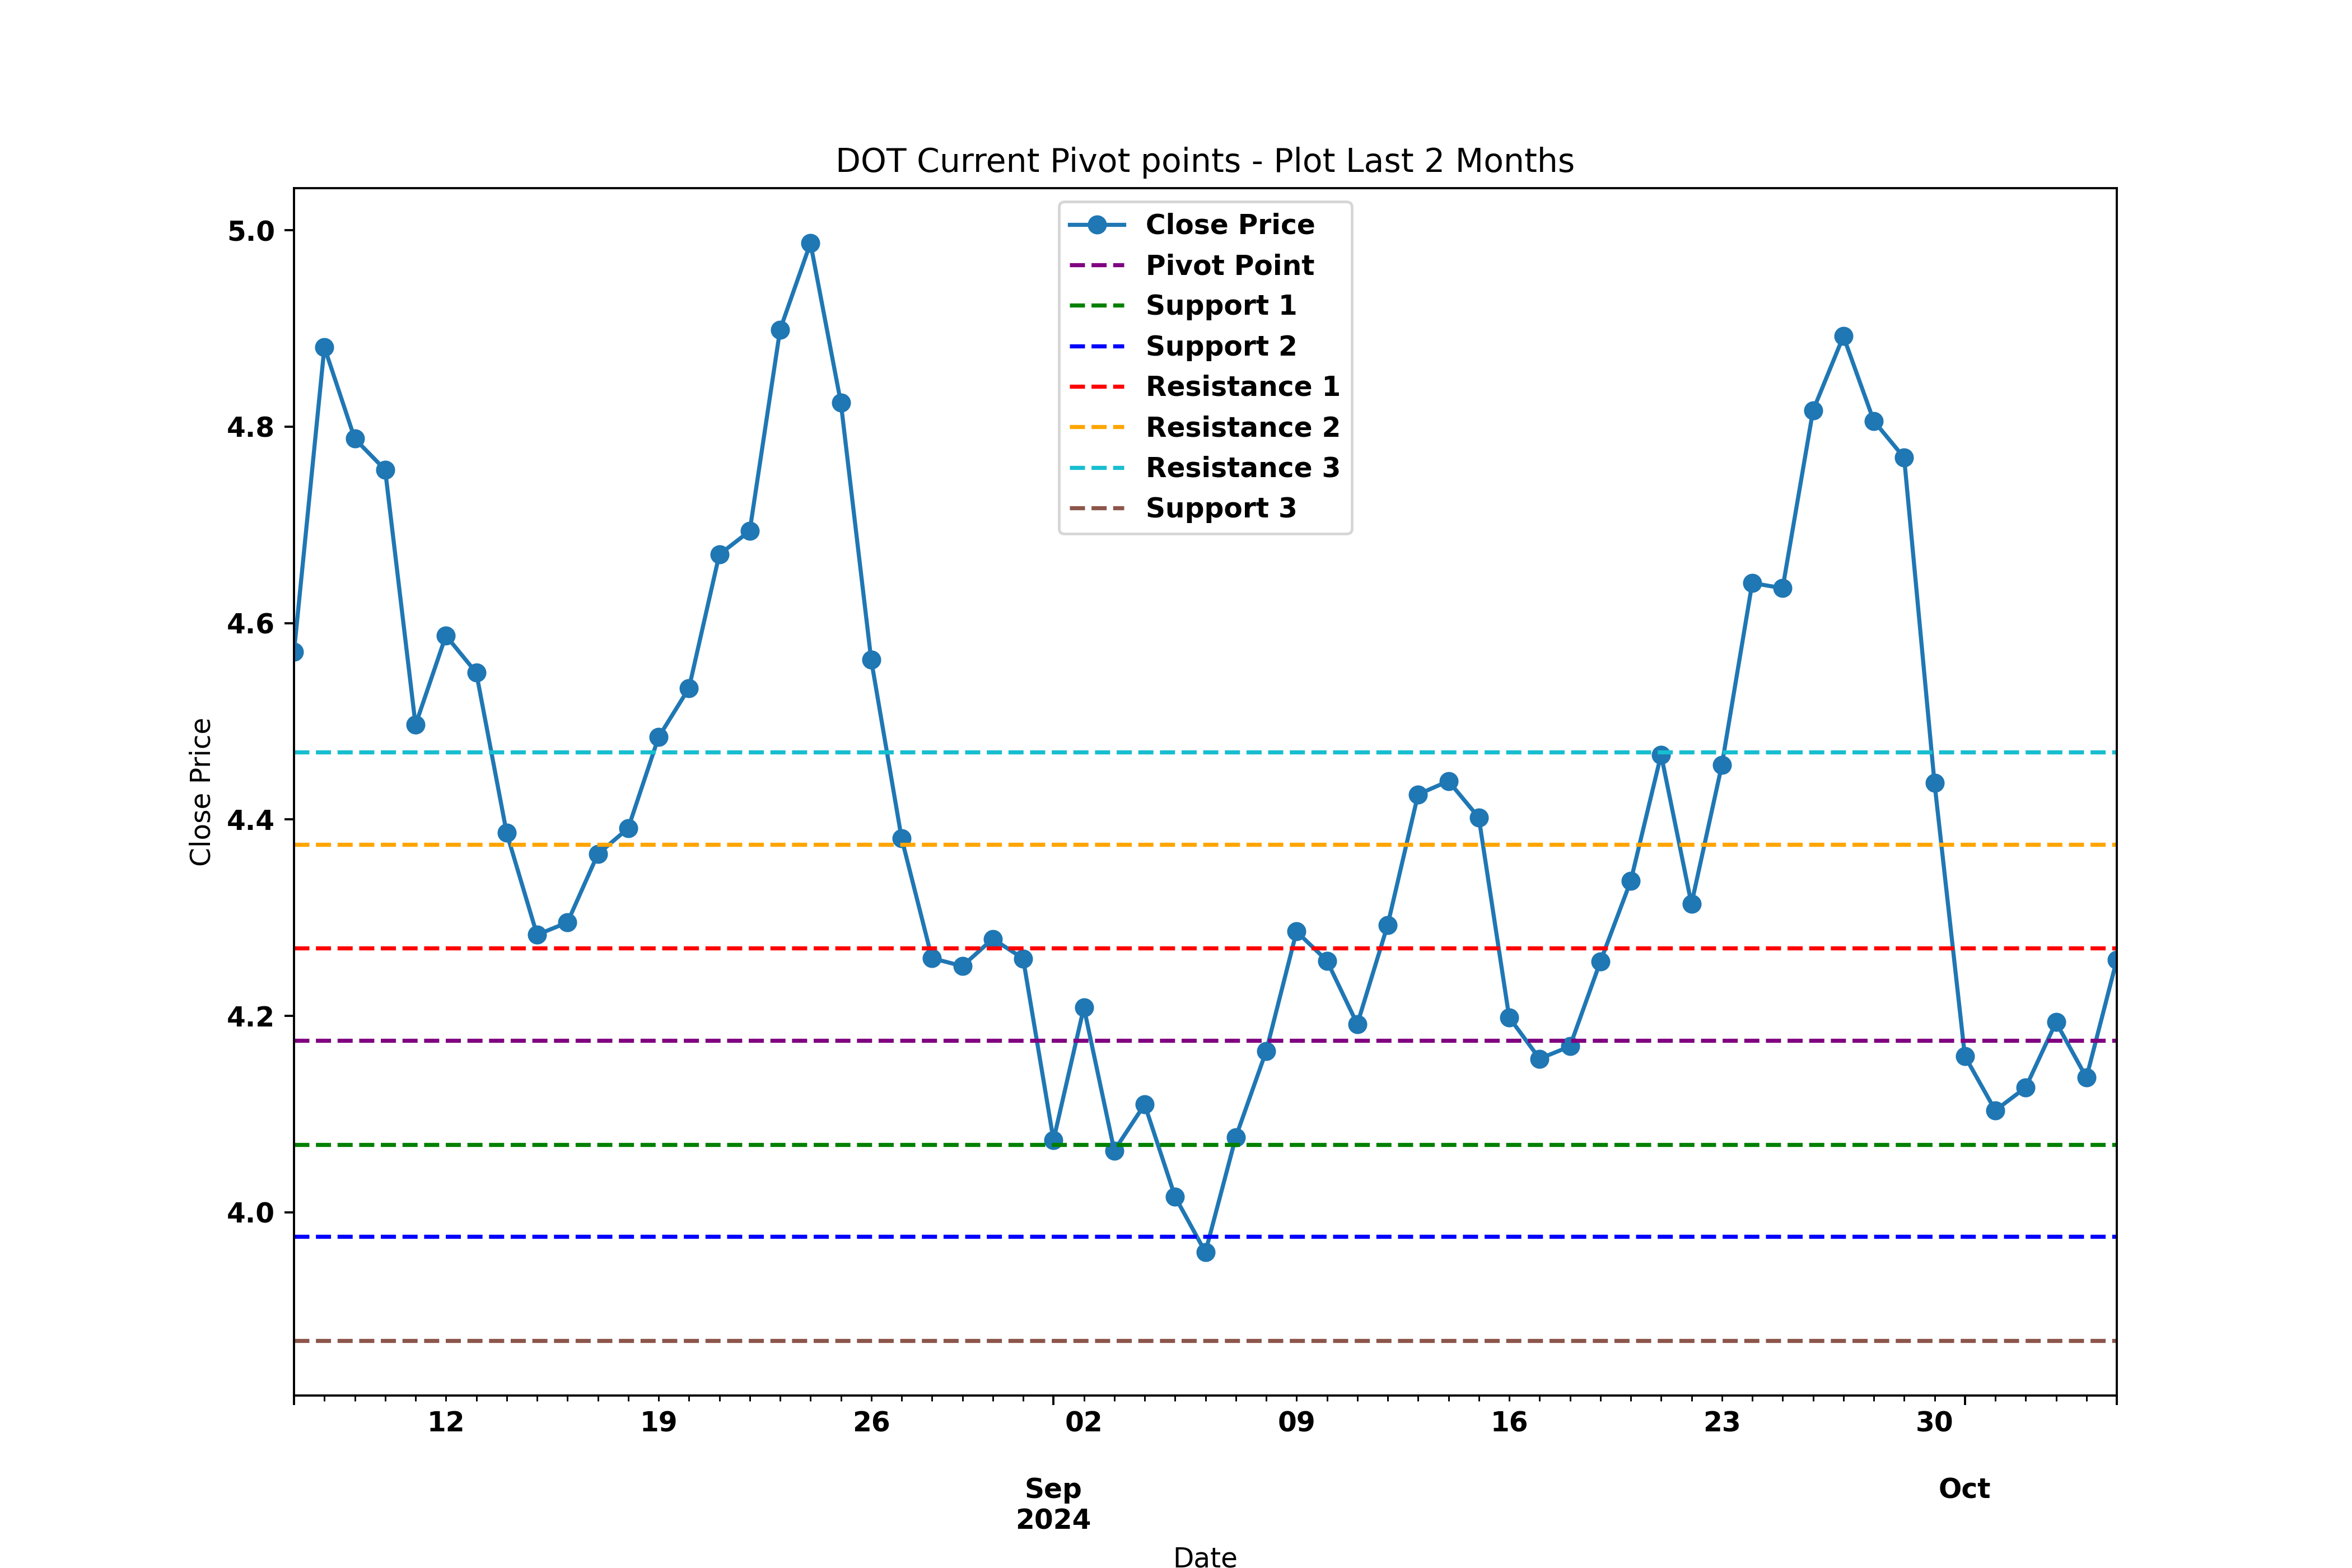 DOT Current Pivot points - Plot Last 2 Months
Close Price
Pivot Point
Support 1
Support 2
Resistance 1
Resistance 2
Resistance 3
Support 3
5.0
4.8
4.6
4.4
4.2
4.0
Close Price
12 19 26 02 09 16 23 30
Sep Oct
2024
Date